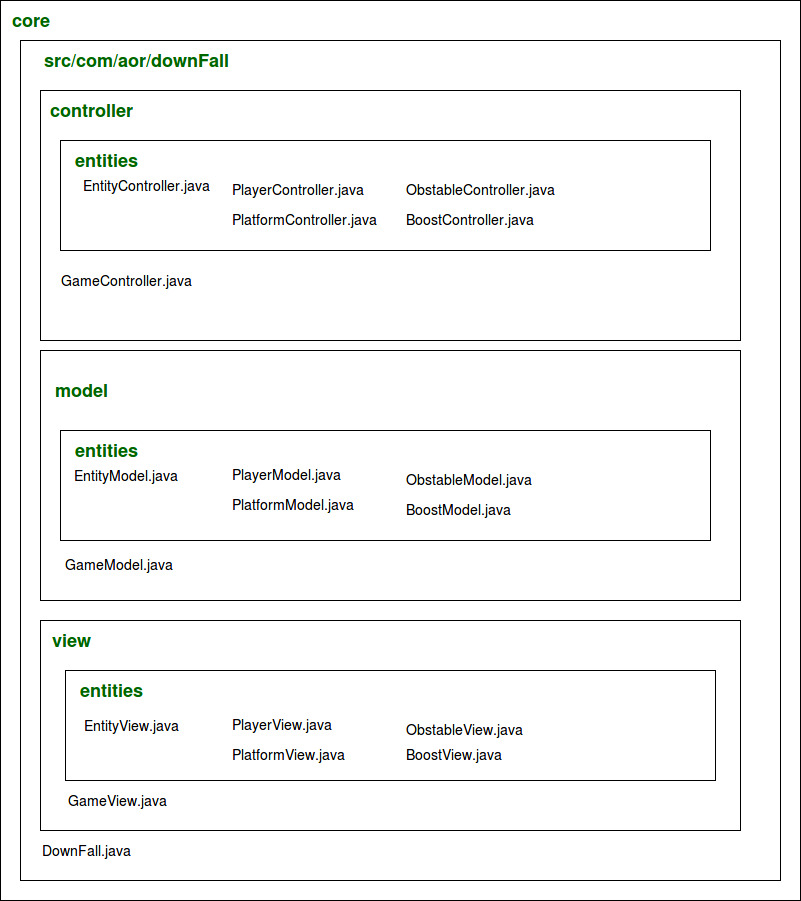 core
src/com/aor/downFall
controller
entities
EntityController.java PlayerController.java ObstableController.java
PlatformController.java BoostController.java
GameController.java
model
entities
EntityModel.java PlayerModel.java ObstableModel.java
PlatformModel.java BoostModel.java
GameModel.java
view
entities
EntityView.java PlayerView.java ObstableView.java
PlatformView.java BoostView.java
GameView.java
DownFall.java